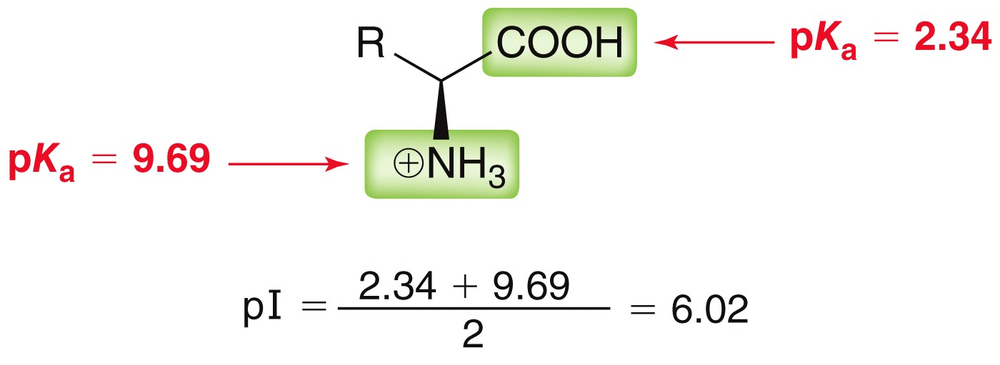 R COOH pKa = 2.34
pKa = 9.69 ⊕NH3
pI = 2.34 + 9.69 / 2 = 6.02